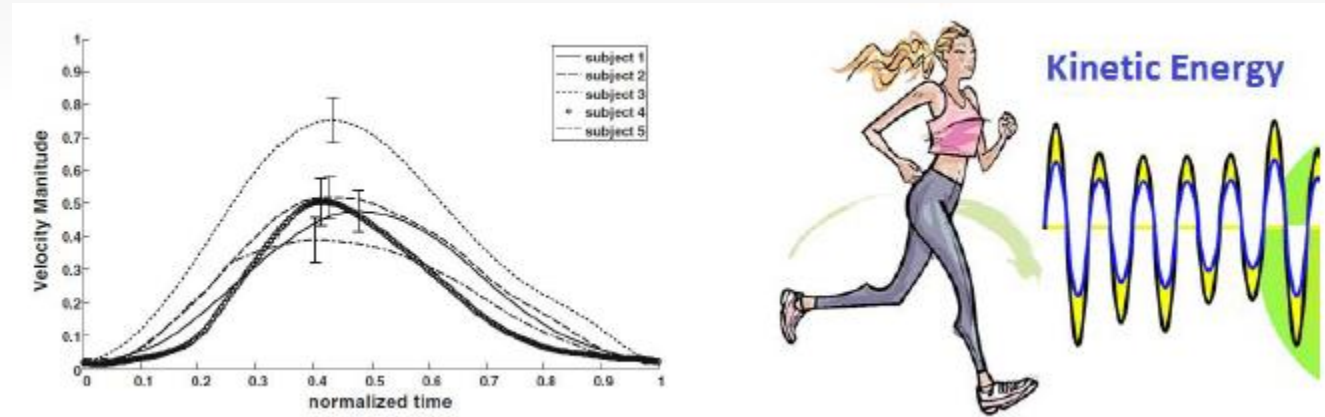 1
0.9
0.8
0.7
0.6
0.5
0.4
0.3
0.2
0.1
0
Velocity Manitude
0 0.1 0.2 0.3 0.4 0.5 0.6 0.7 0.8 0.9 1
normalized time
subject 1
subject 2
subject 3
subject 4
subject 5
Kinetic Energy